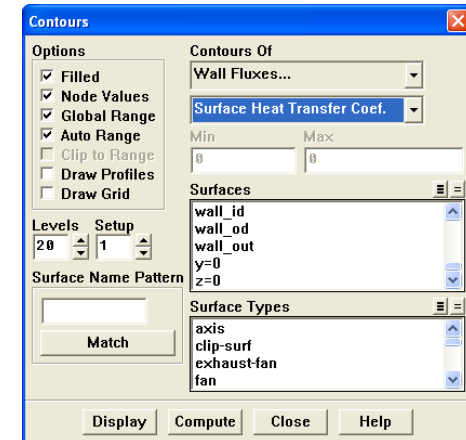 Contours
Options
Filled
Node Values
Global Range
Auto Range
Clip to Range
Draw Profiles
Draw Grid
Levels Setup
20 1
Surface Name Pattern
Match
Contours Of
Wall Fluxes...
Surface Heat Transfer Coef.
Min Max
0 0
Surfaces
wall_id
wall_od
wall_out
y=0
z=0
Surface Types
axis
clip-surf
exhaust-fan
fan
Display Compute Close Help